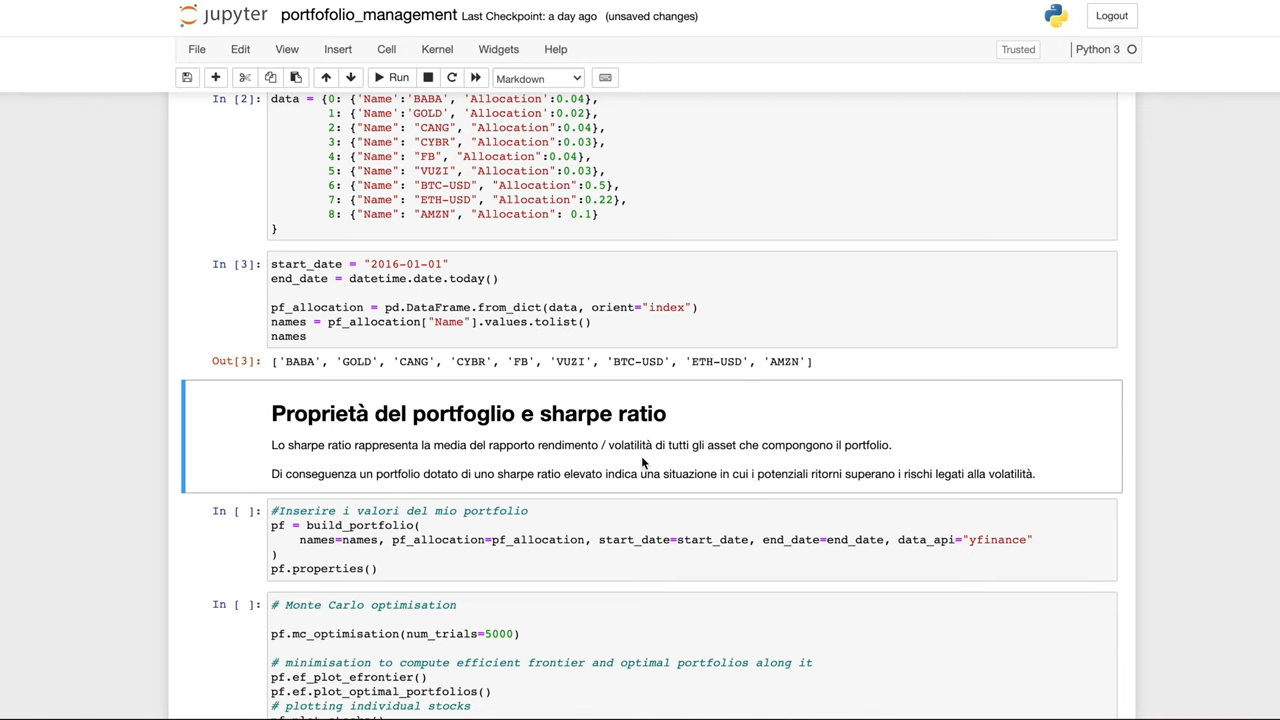 jupyter portfofolio_management Last Checkpoint: a day ago (unsaved changes) Logout
File Edit View Insert Cell Kernel Widgets Help Trusted Python 3
Run Markdown
In [2]: data = {0: {'Name':'BABA', 'Allocation':0.04},
1: {'Name':'GOLD', 'Allocation':0.02},
2: {"Name": "CANG", "Allocation":0.04},
3: {"Name": "CYBR", "Allocation":0.03},
4: {"Name": "FB", "Allocation":0.04},
5: {"Name": "VUZI", "Allocation":0.03},
6: {"Name": "BTC-USD", "Allocation":0.5},
7: {"Name": "ETH-USD", "Allocation":0.22},
8: {"Name": "AMZN", "Allocation": 0.1}
}
In [3]: start_date = "2016-01-01"
end_date = datetime.date.today()
pf_allocation = pd.DataFrame.from_dict(data, orient="index")
names = pf_allocation["Name"].values.tolist()
names
Out[3]: ['BABA', 'GOLD', 'CANG', 'CYBR', 'FB', 'VUZI', 'BTC-USD', 'ETH-USD', 'AMZN']
Proprietà del portfoglio e sharpe ratio
Lo sharpe ratio rappresenta la media del rapporto rendimento / volatilità di tutti gli asset che compongono il portfolio.
Di conseguenza un portfolio dotato di uno sharpe ratio elevato indica una situazione in cui i potenziali ritorni superano i rischi legati alla volatilità.
In [ ]: #Inserire i valori del mio portfolio
pf = build_portfolio(
names=names, pf_allocation=pf_allocation, start_date=start_date, end_date=end_date, data_api="yfinance"
)
pf.properties()
In [ ]: # Monte Carlo optimisation
pf.mc_optimisation(num_trials=5000)
# minimisation to compute efficient frontier and optimal portfolios along it
pf.ef_plot_efrontier()
pf.ef.plot_optimal_portfolios()
# plotting individual stocks